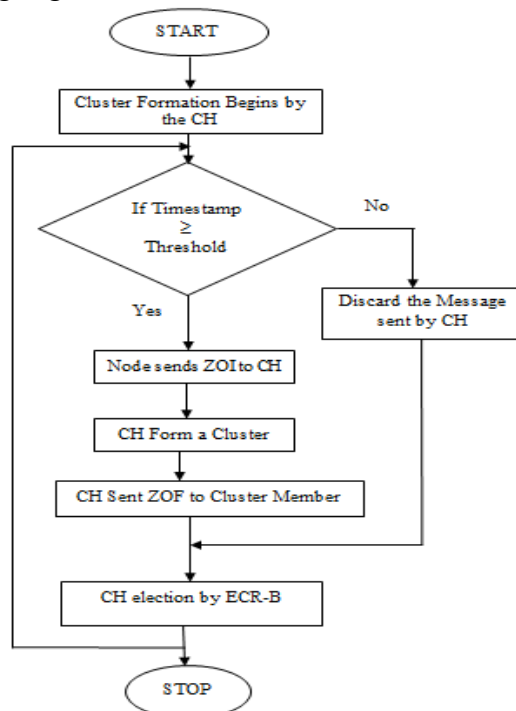 START
Cluster Formation Begins by
the CH
If Timestamp
≥
Threshold
No
Yes
Discard the Message
sent by CH
Node sends ZOI to CH
CH Form a Cluster
CH Sent ZOF to Cluster Member
CH election by ECR-B
STOP